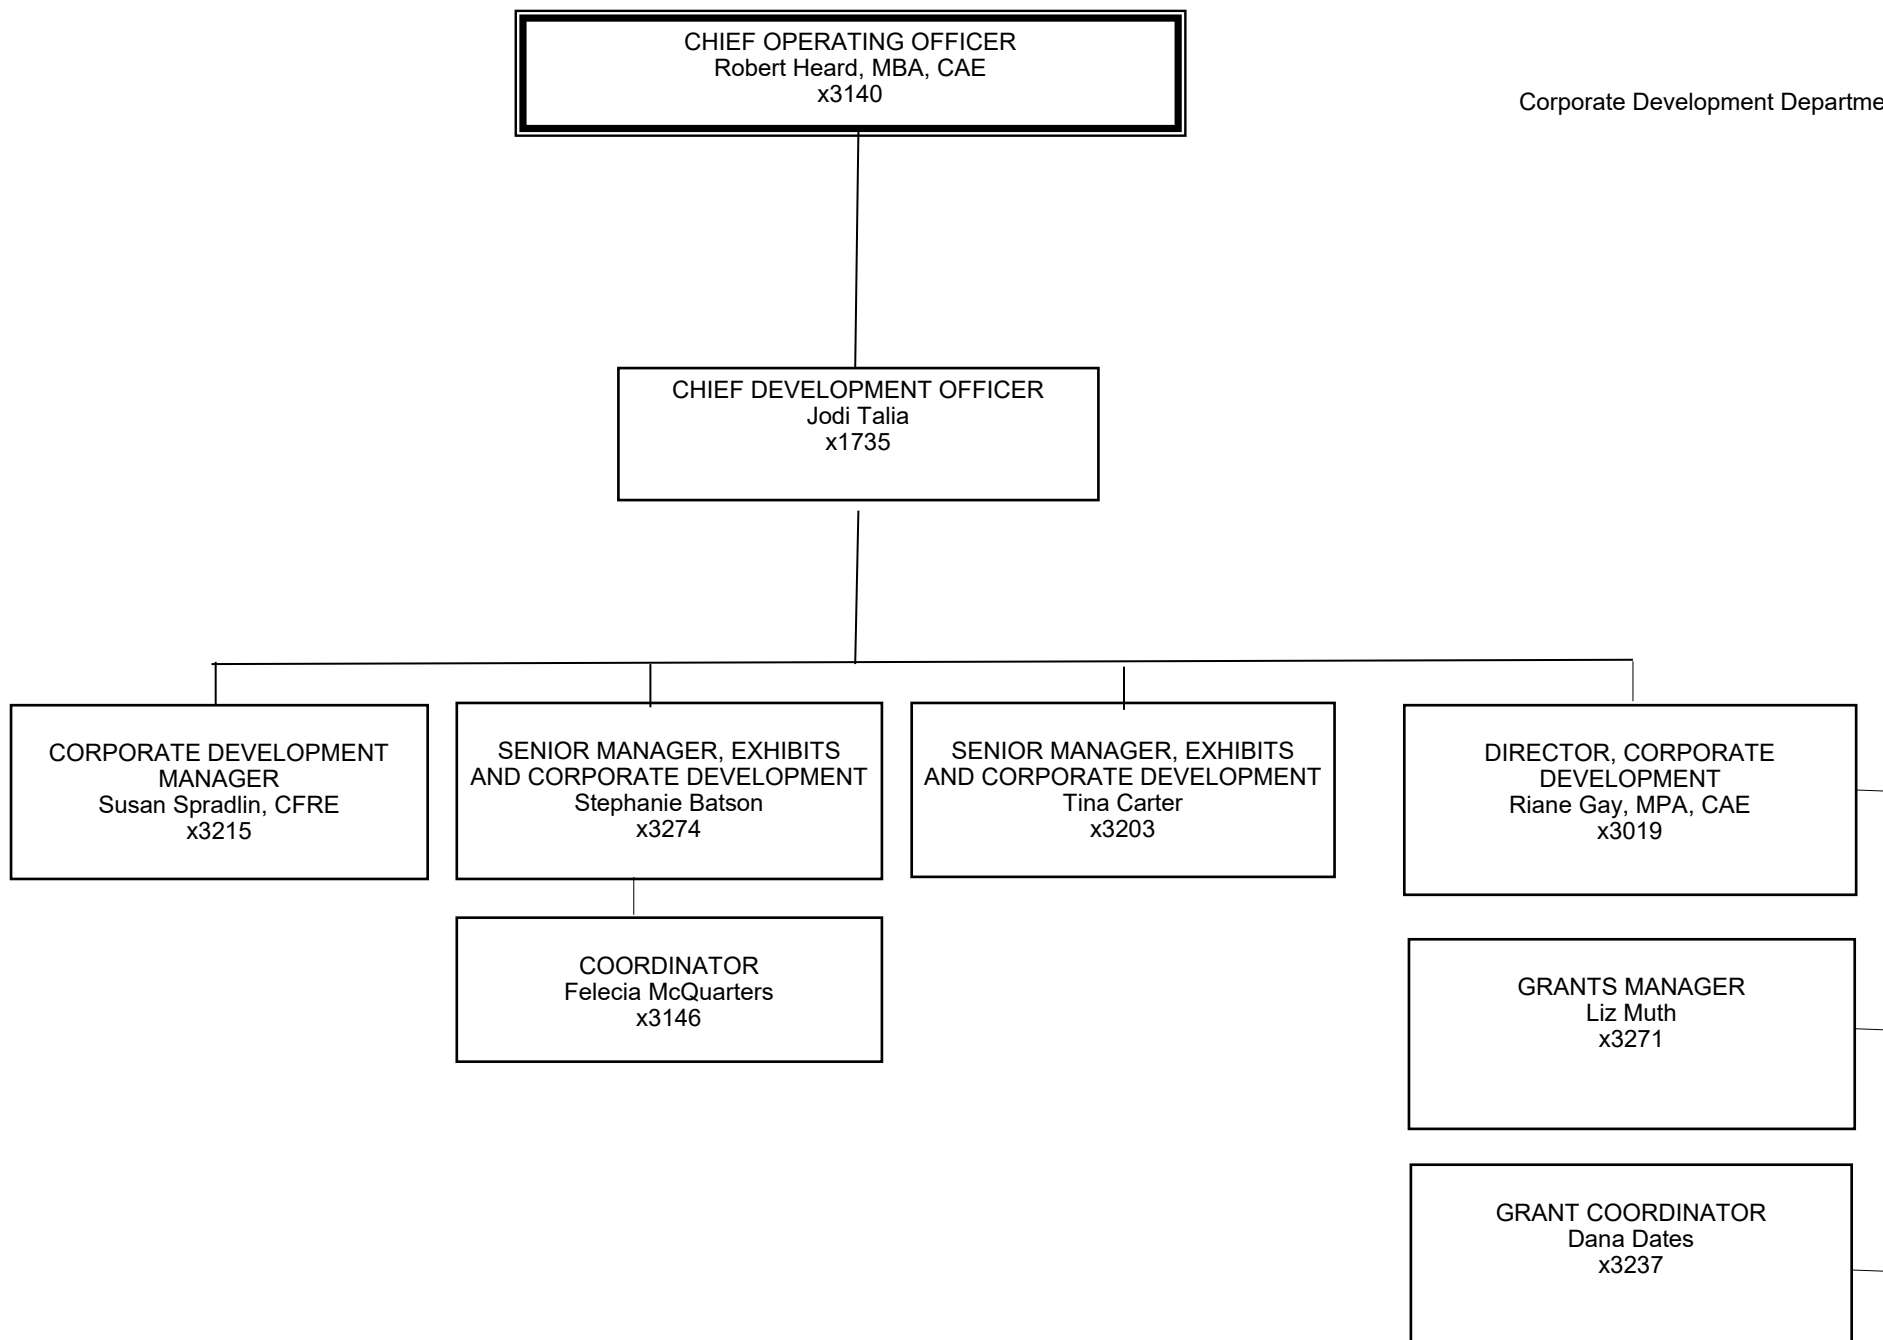 CHIEF OPERATING OFFICER
Robert Heard, MBA, CAE
x3140
Corporate Development Departme
CHIEF DEVELOPMENT OFFICER
Jodi Talia
x1735
CORPORATE DEVELOPMENT
MANAGER
Susan Spradlin, CFRE
x3215
SENIOR MANAGER, EXHIBITS
AND CORPORATE DEVELOPMENT
Stephanie Batson
x3274
SENIOR MANAGER, EXHIBITS
AND CORPORATE DEVELOPMENT
Tina Carter
x3203
DIRECTOR, CORPORATE
DEVELOPMENT
Riane Gay, MPA, CAE
x3019
COORDINATOR
Felecia McQuarters
x3146
GRANTS MANAGER
Liz Muth
x3271
GRANT COORDINATOR
Dana Dates
x3237